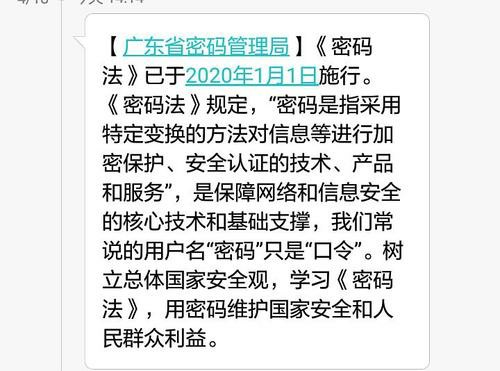 【广东省密码管理局】《密码
法》已于2020年1月1日施行。
《密码法》规定，“密码是指采用
特定变换的方法对信息等进行加
密保护、安全认证的技术、产品
和服务”，是保障网络和信息安全
的核心技术和基础支撑，我们常
说的用户名“密码”只是“口令”。树
立总体国家安全观，学习《密码
法》，用密码维护国家安全和人
民群众利益。